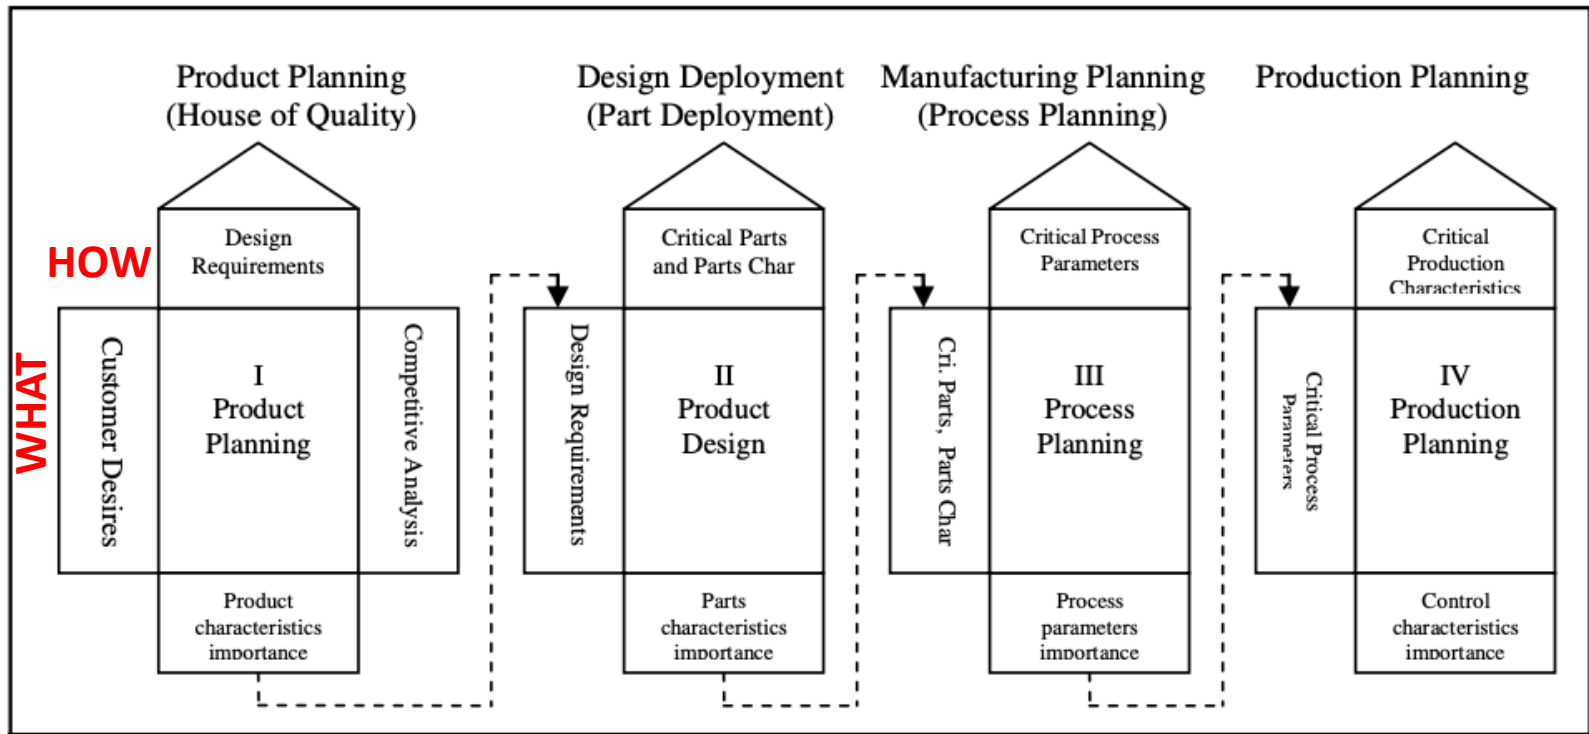 Product Planning
(House of Quality)
Design Deployment
(Part Deployment)
Manufacturing Planning
(Process Planning)
Production Planning
HOW
WHAT
Design
Requirements
Customer Desires
I
Product
Planning
Competitive Analysis
Product
characteristics
importance
Critical Parts
and Parts Char
Design Requirements
II
Product
Design
Parts
characteristics
importance
Critical Process
Parameters
Cri. Parts, Parts Char
III
Process
Planning
Process
parameters
importance
Critical
Production
Characteristics
Critical Process
Parameters
IV
Production
Planning
Control
characteristics
importance